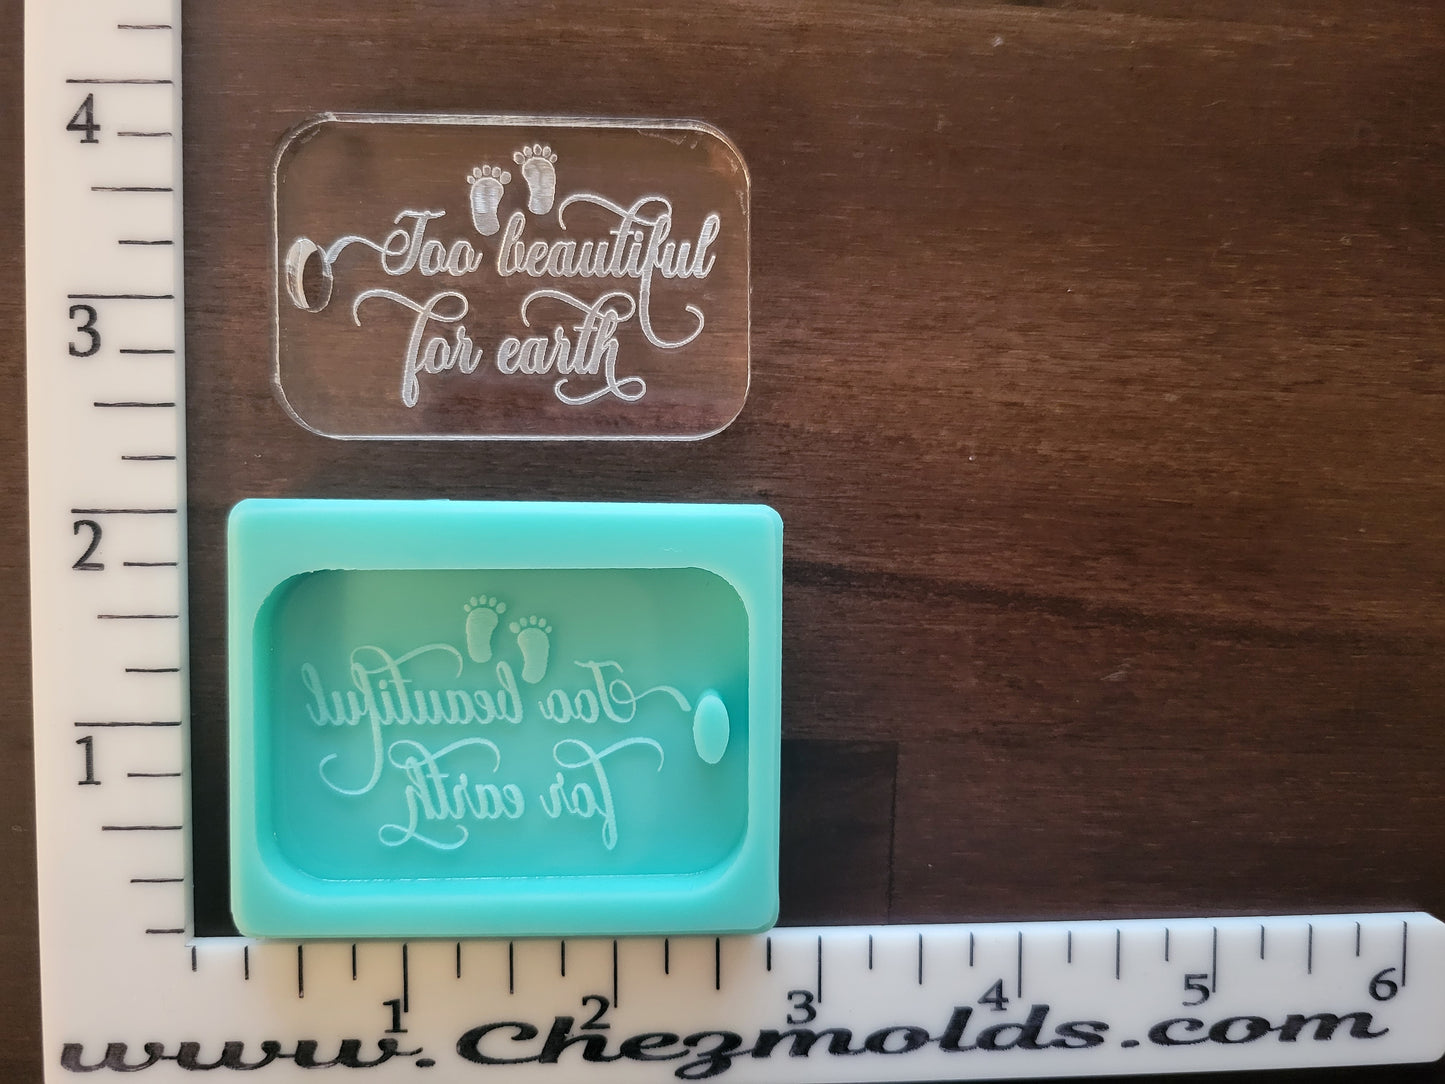 4
3
2
1
Too beautiful
for earth
Too beautiful
for earth
1 2 3 4 5 6
www.Chezmolds.com